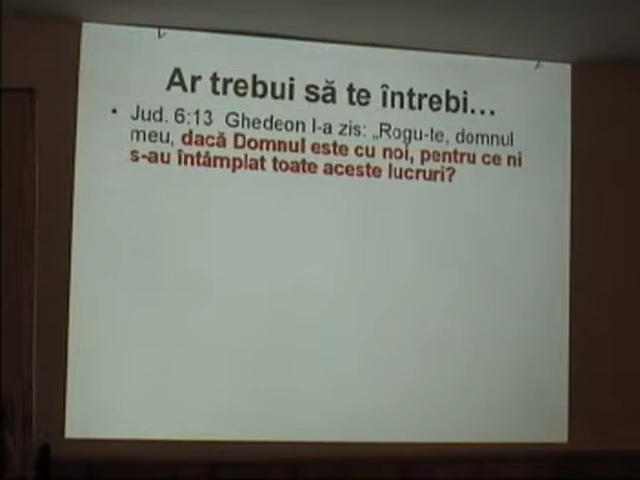 Ar trebui să te întrebi...
• Jud. 6:13 Ghedeon l-a zis: „Rogu-te, domnul
meu, dacă Domnul este cu noi, pentru ce ni
s-au întâmplat toate aceste lucruri?